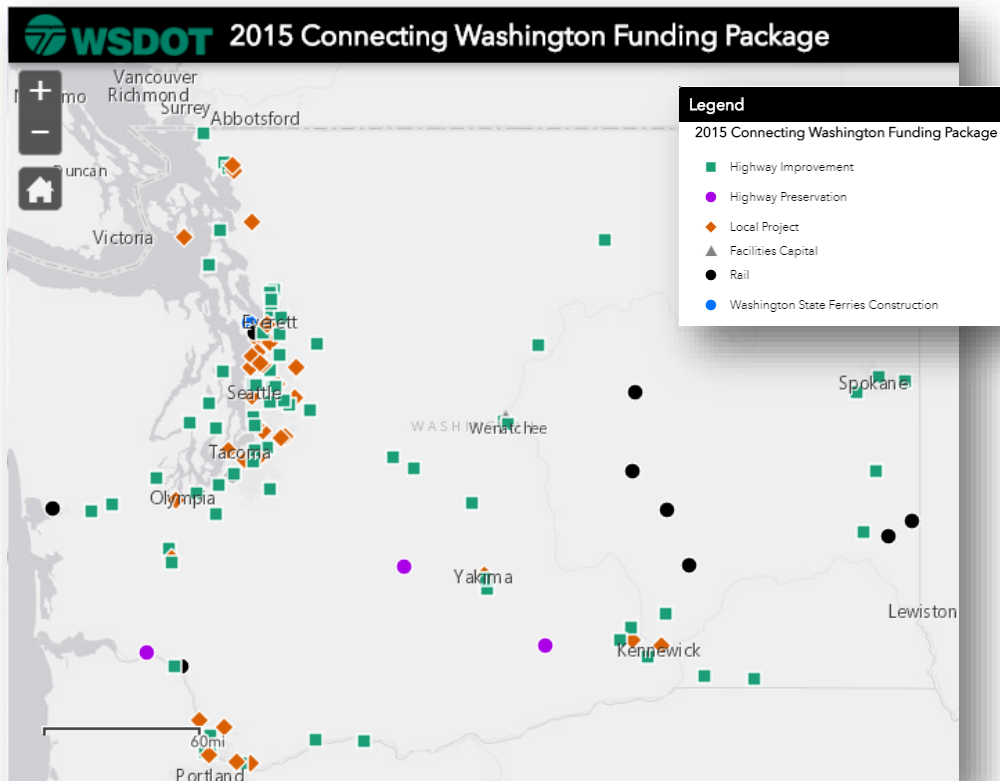 WSDOT 2015 Connecting Washington Funding Package
Vancouver
Richmond
Surrey
Abbotsford
Duncan
Victoria
Legend
2015 Connecting Washington Funding Package
Highway Improvement
Highway Preservation
Local Project
Facilities Capital
Rail
Washington State Ferries Construction
+
−
Everett
Seattle
Spokane
Wenatchee
Tacoma
Olympia
Yakima
Lewiston
Kennewick
60mi
Portland